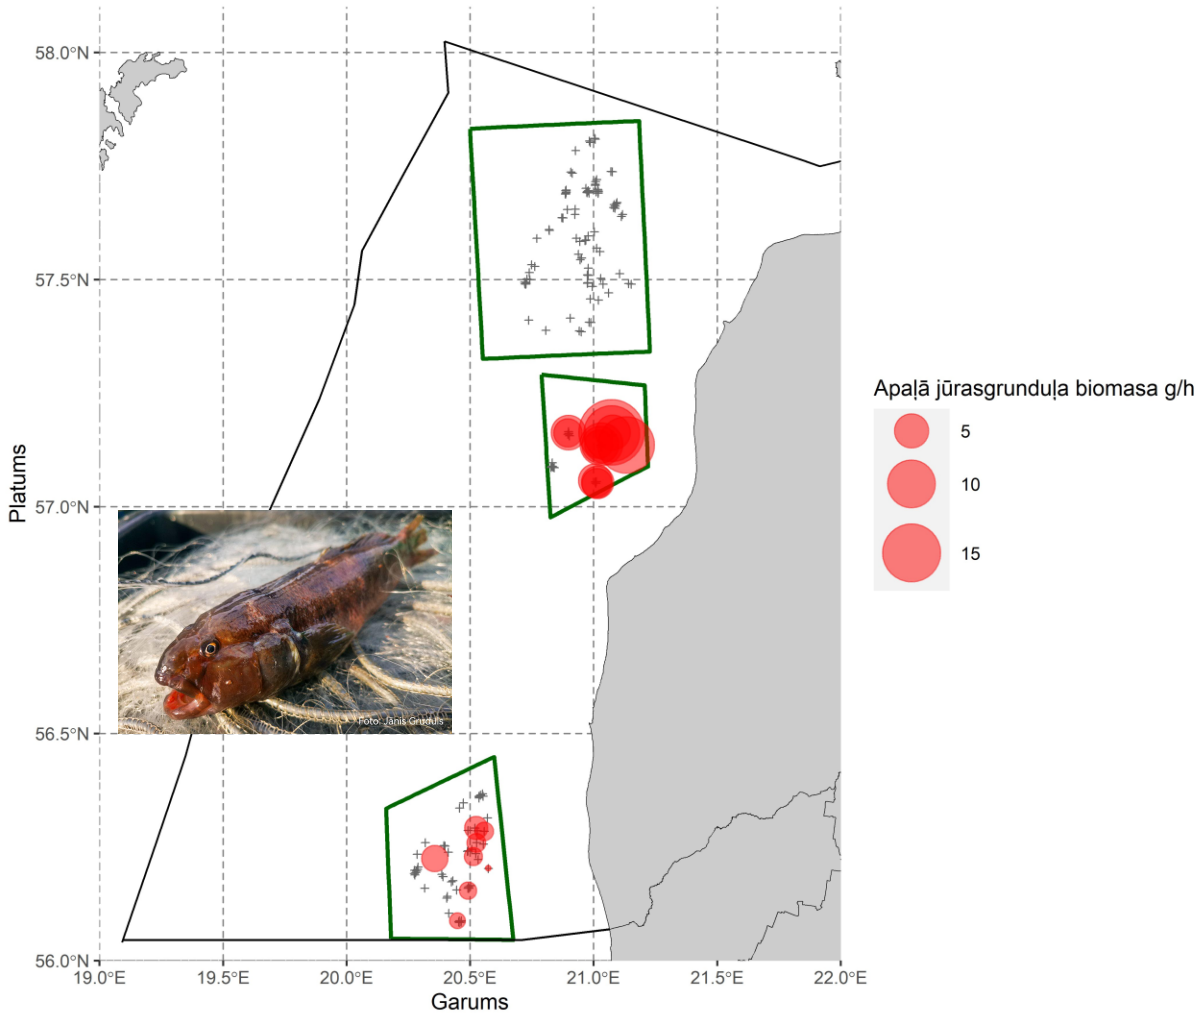 58.0°N
57.5°N
57.0°N
56.5°N
56.0°N
Platums
19.0°E 19.5°E 20.0°E 20.5°E 21.0°E 21.5°E 22.0°E
Garums
Foto: Jānis Gruduls
Apaļā jūrasgrunduļa biomasa g/h
5
10
15